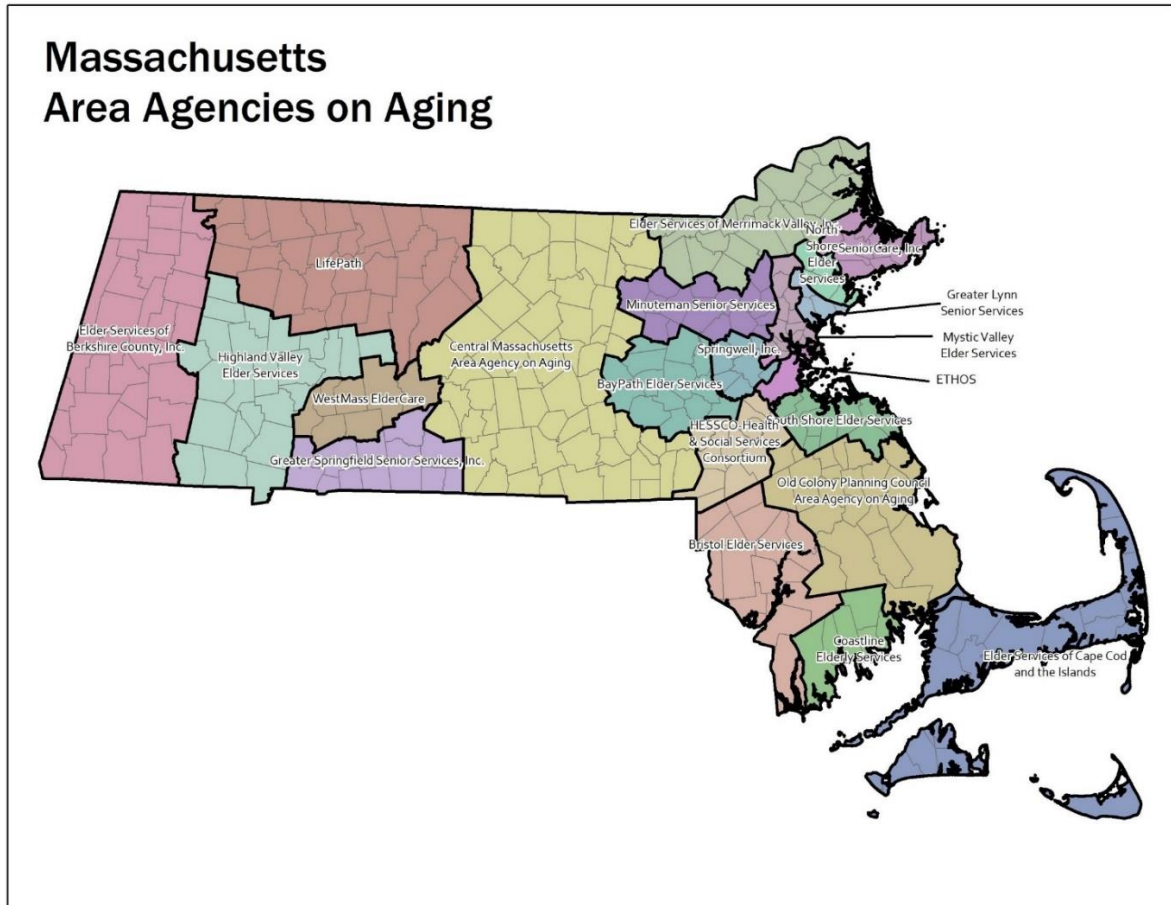 Massachusetts
Area Agencies on Aging
Elder Services of Merrimack Valley, Inc.
North
Shore
Elder
Services
SeniorCare, Inc.
LifePath
Minuteman Senior Services
Greater Lynn
Senior Services
Elder Services of
Berkshire County, Inc.
Highland Valley
Elder Services
Central Massachusetts
Area Agency on Aging
Springwell, Inc.
Mystic Valley
Elder Services
BayPath Elder Services
ETHOS
WestMass ElderCare
South Shore Elder Services
HESSCO-Health
& Social Services
Consortium
Greater Springfield Senior Services, Inc.
Old Colony Planning Council
Area Agency on Aging
Bristol Elder Services
Coastline
Elderly Services
Elder Services of Cape Cod
and the Islands